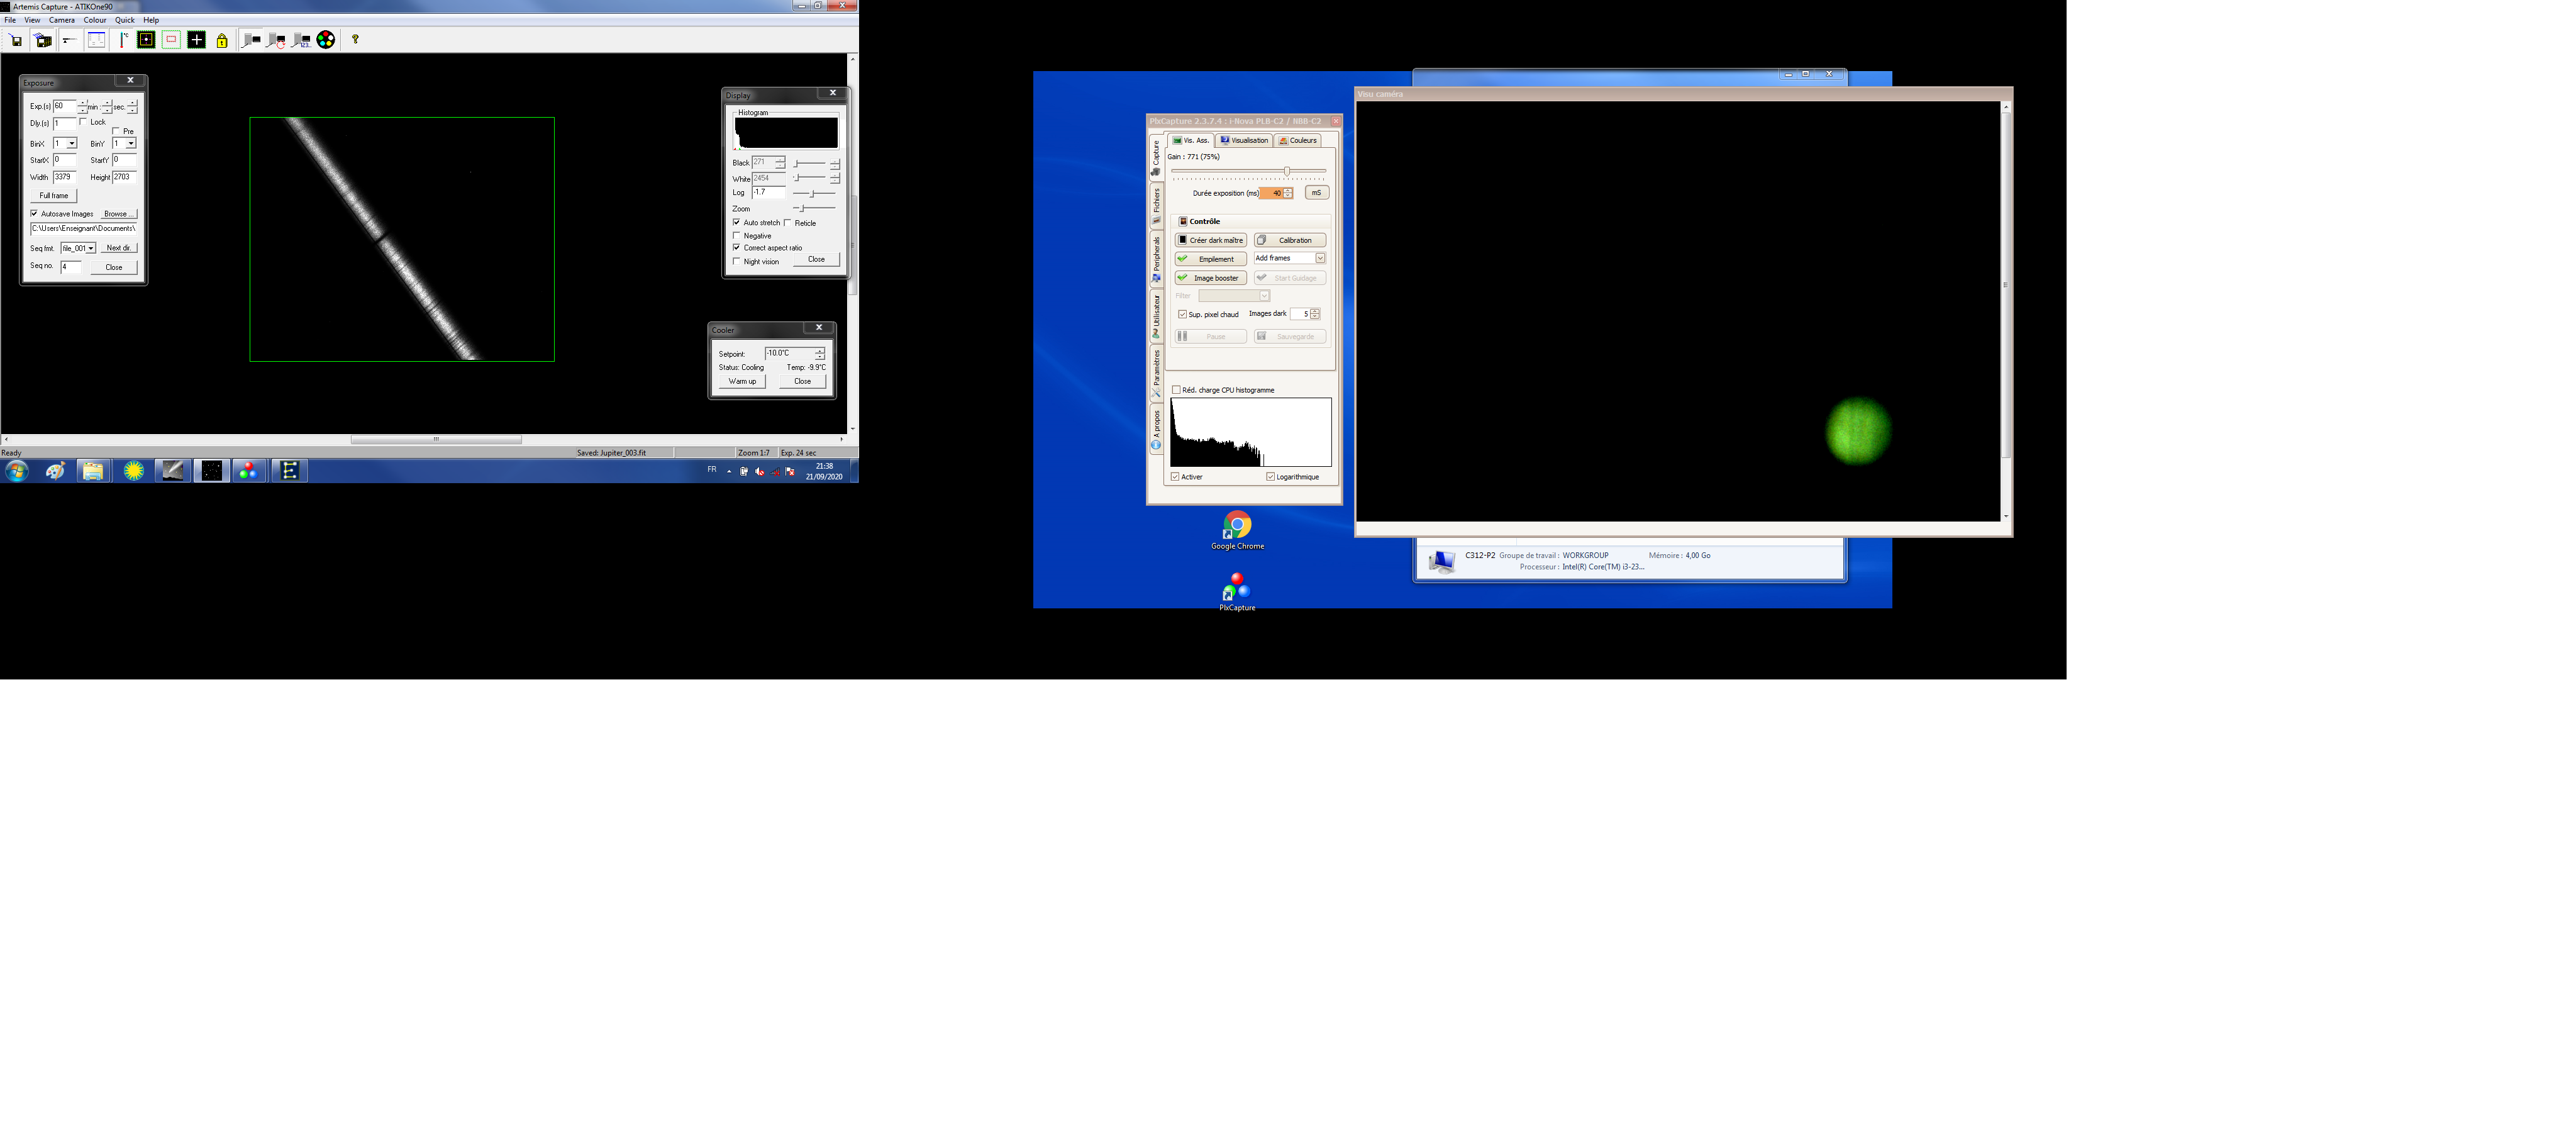 Artemis Capture - ATIKOne90
File View Camera Colour Quick Help
Exposure
Exp.(s) 60 min : sec.
Dly.(s) 1 Lock
Pre
BinX 1 BinY 1
StartX 0 StartY 0
Width 3379 Height 2703
Full frame
Autosave Images Browse ...
C:\Users\Enseignant\Documents\
Seq fmt. file_001 Next dir.
Seq no. 4 Close
Display
Histogram
Black 271
White 2454
Log -1.7
Zoom
Auto stretch Reticle
Negative
Correct aspect ratio
Night vision Close
Cooler
Setpoint: -10.0°C
Status: Cooling Temp: -9.9°C
Warm up Close
Ready Saved: Jupiter_003.fit Zoom 1:7 Exp. 24 sec
FR 21:38
21/09/2020
PlxCapture 2.3.7.4 : i-Nova PLB-C2 / NBB-C2
Capture
Fichiers
Peripherals
Utilisateur
Paramètres
A propos
Vis. Ass. Visualisation Couleurs
Gain : 771 (75%)
Durée exposition (ms) 40 mS
Contrôle
Créer dark maître Calibration
Empilement Add frames
Image booster Start Guidage
Filter
Sup. pixel chaud Images dark 5
Pause Sauvegarde
Réd. charge CPU histogramme
Activer Logarithmique
Google Chrome
PlxCapture
Visu caméra
C312-P2 Groupe de travail : WORKGROUP Mémoire : 4,00 Go
Processeur : Intel(R) Core(TM) i3-23...